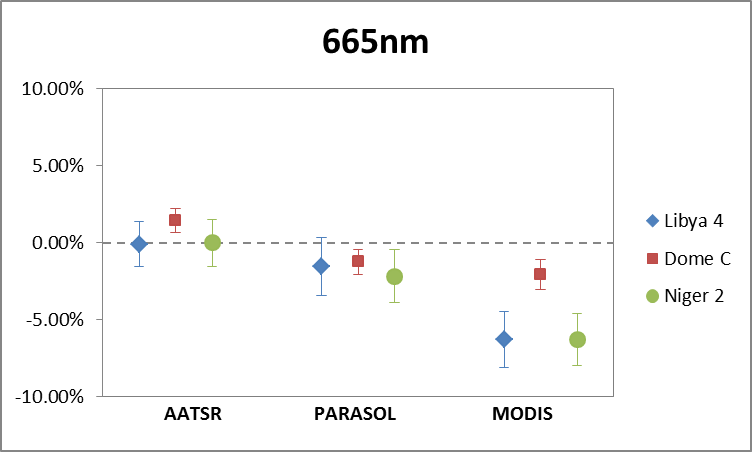 665nm
10.00%
5.00%
0.00%
-5.00%
-10.00%
AATSR PARASOL MODIS
Libya 4
Dome C
Niger 2